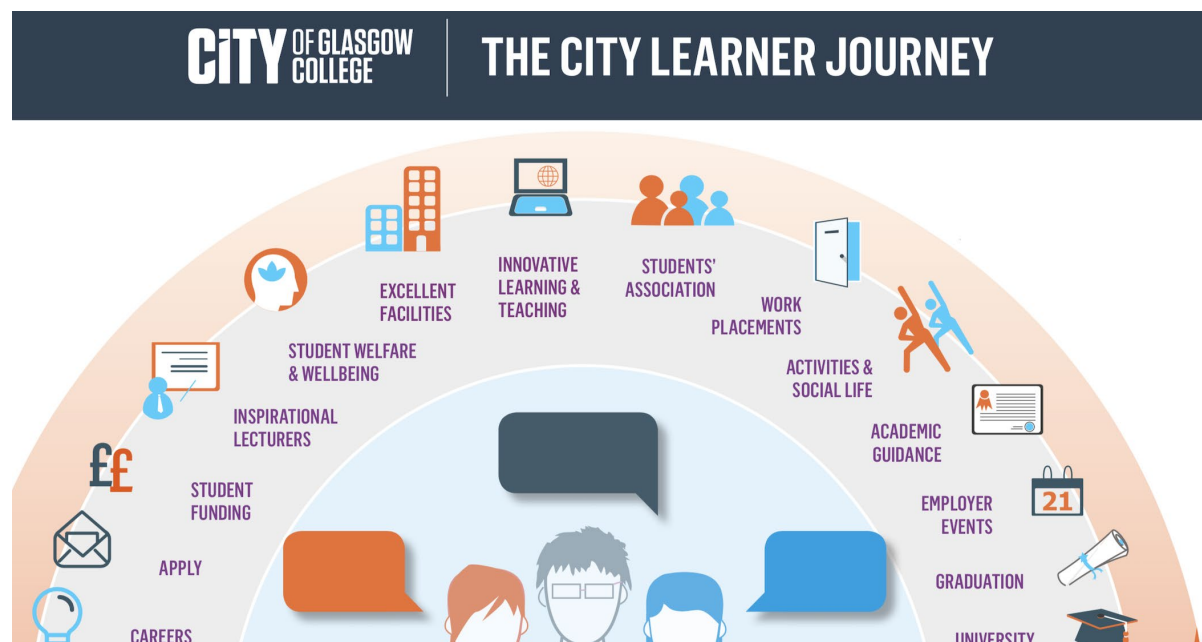 CiTY OF GLASGOW COLLEGE
THE CITY LEARNER JOURNEY
CAREERS
APPLY
££
STUDENT
FUNDING
INSPIRATIONAL
LECTURERS
STUDENT WELFARE
& WELLBEING
EXCELLENT
FACILITIES
INNOVATIVE
LEARNING &
TEACHING
STUDENTS'
ASSOCIATION
WORK
PLACEMENTS
ACTIVITIES &
SOCIAL LIFE
ACADEMIC
GUIDANCE
EMPLOYER
EVENTS
21
GRADUATION
UNIVERSITY